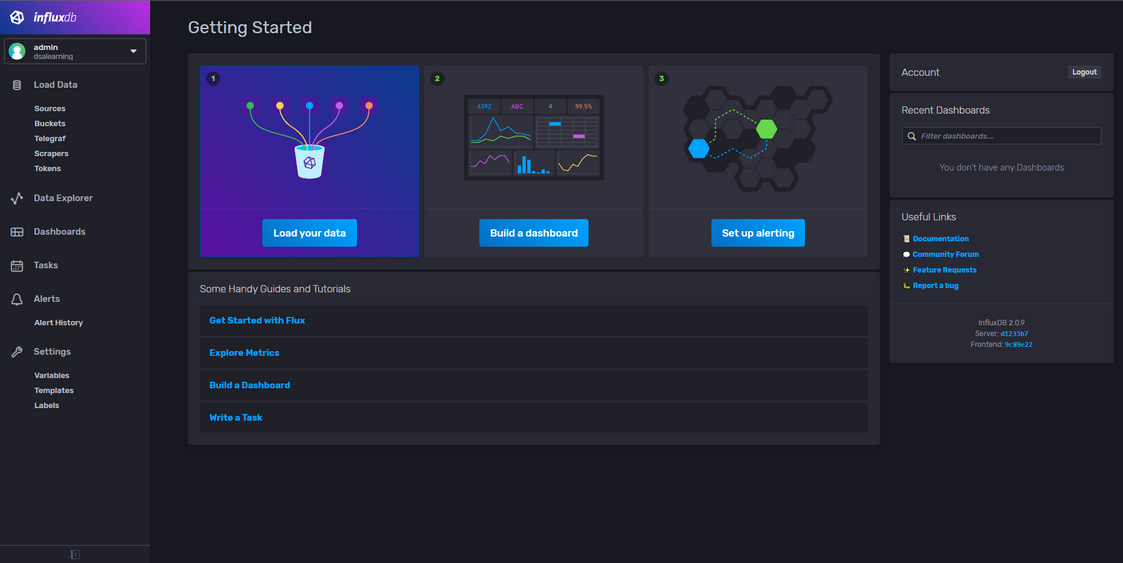 influxdb
admin
dsalearning
Load Data
Sources
Buckets
Telegraf
Scrapers
Tokens
Data Explorer
Dashboards
Tasks
Alerts
Alert History
Settings
Variables
Templates
Labels
Getting Started
1
Load your data
2
4392 ABC 4 99.5%
Build a dashboard
3
Set up alerting
Some Handy Guides and Tutorials
Get Started with Flux
Explore Metrics
Build a Dashboard
Write a Task
Account
Logout
Recent Dashboards
Filter dashboards...
You don't have any Dashboards
Useful Links
Documentation
Community Forum
Feature Requests
Report a bug
InfluxDB 2.0.9
Server: d1233b7
Frontend: 9c89e22